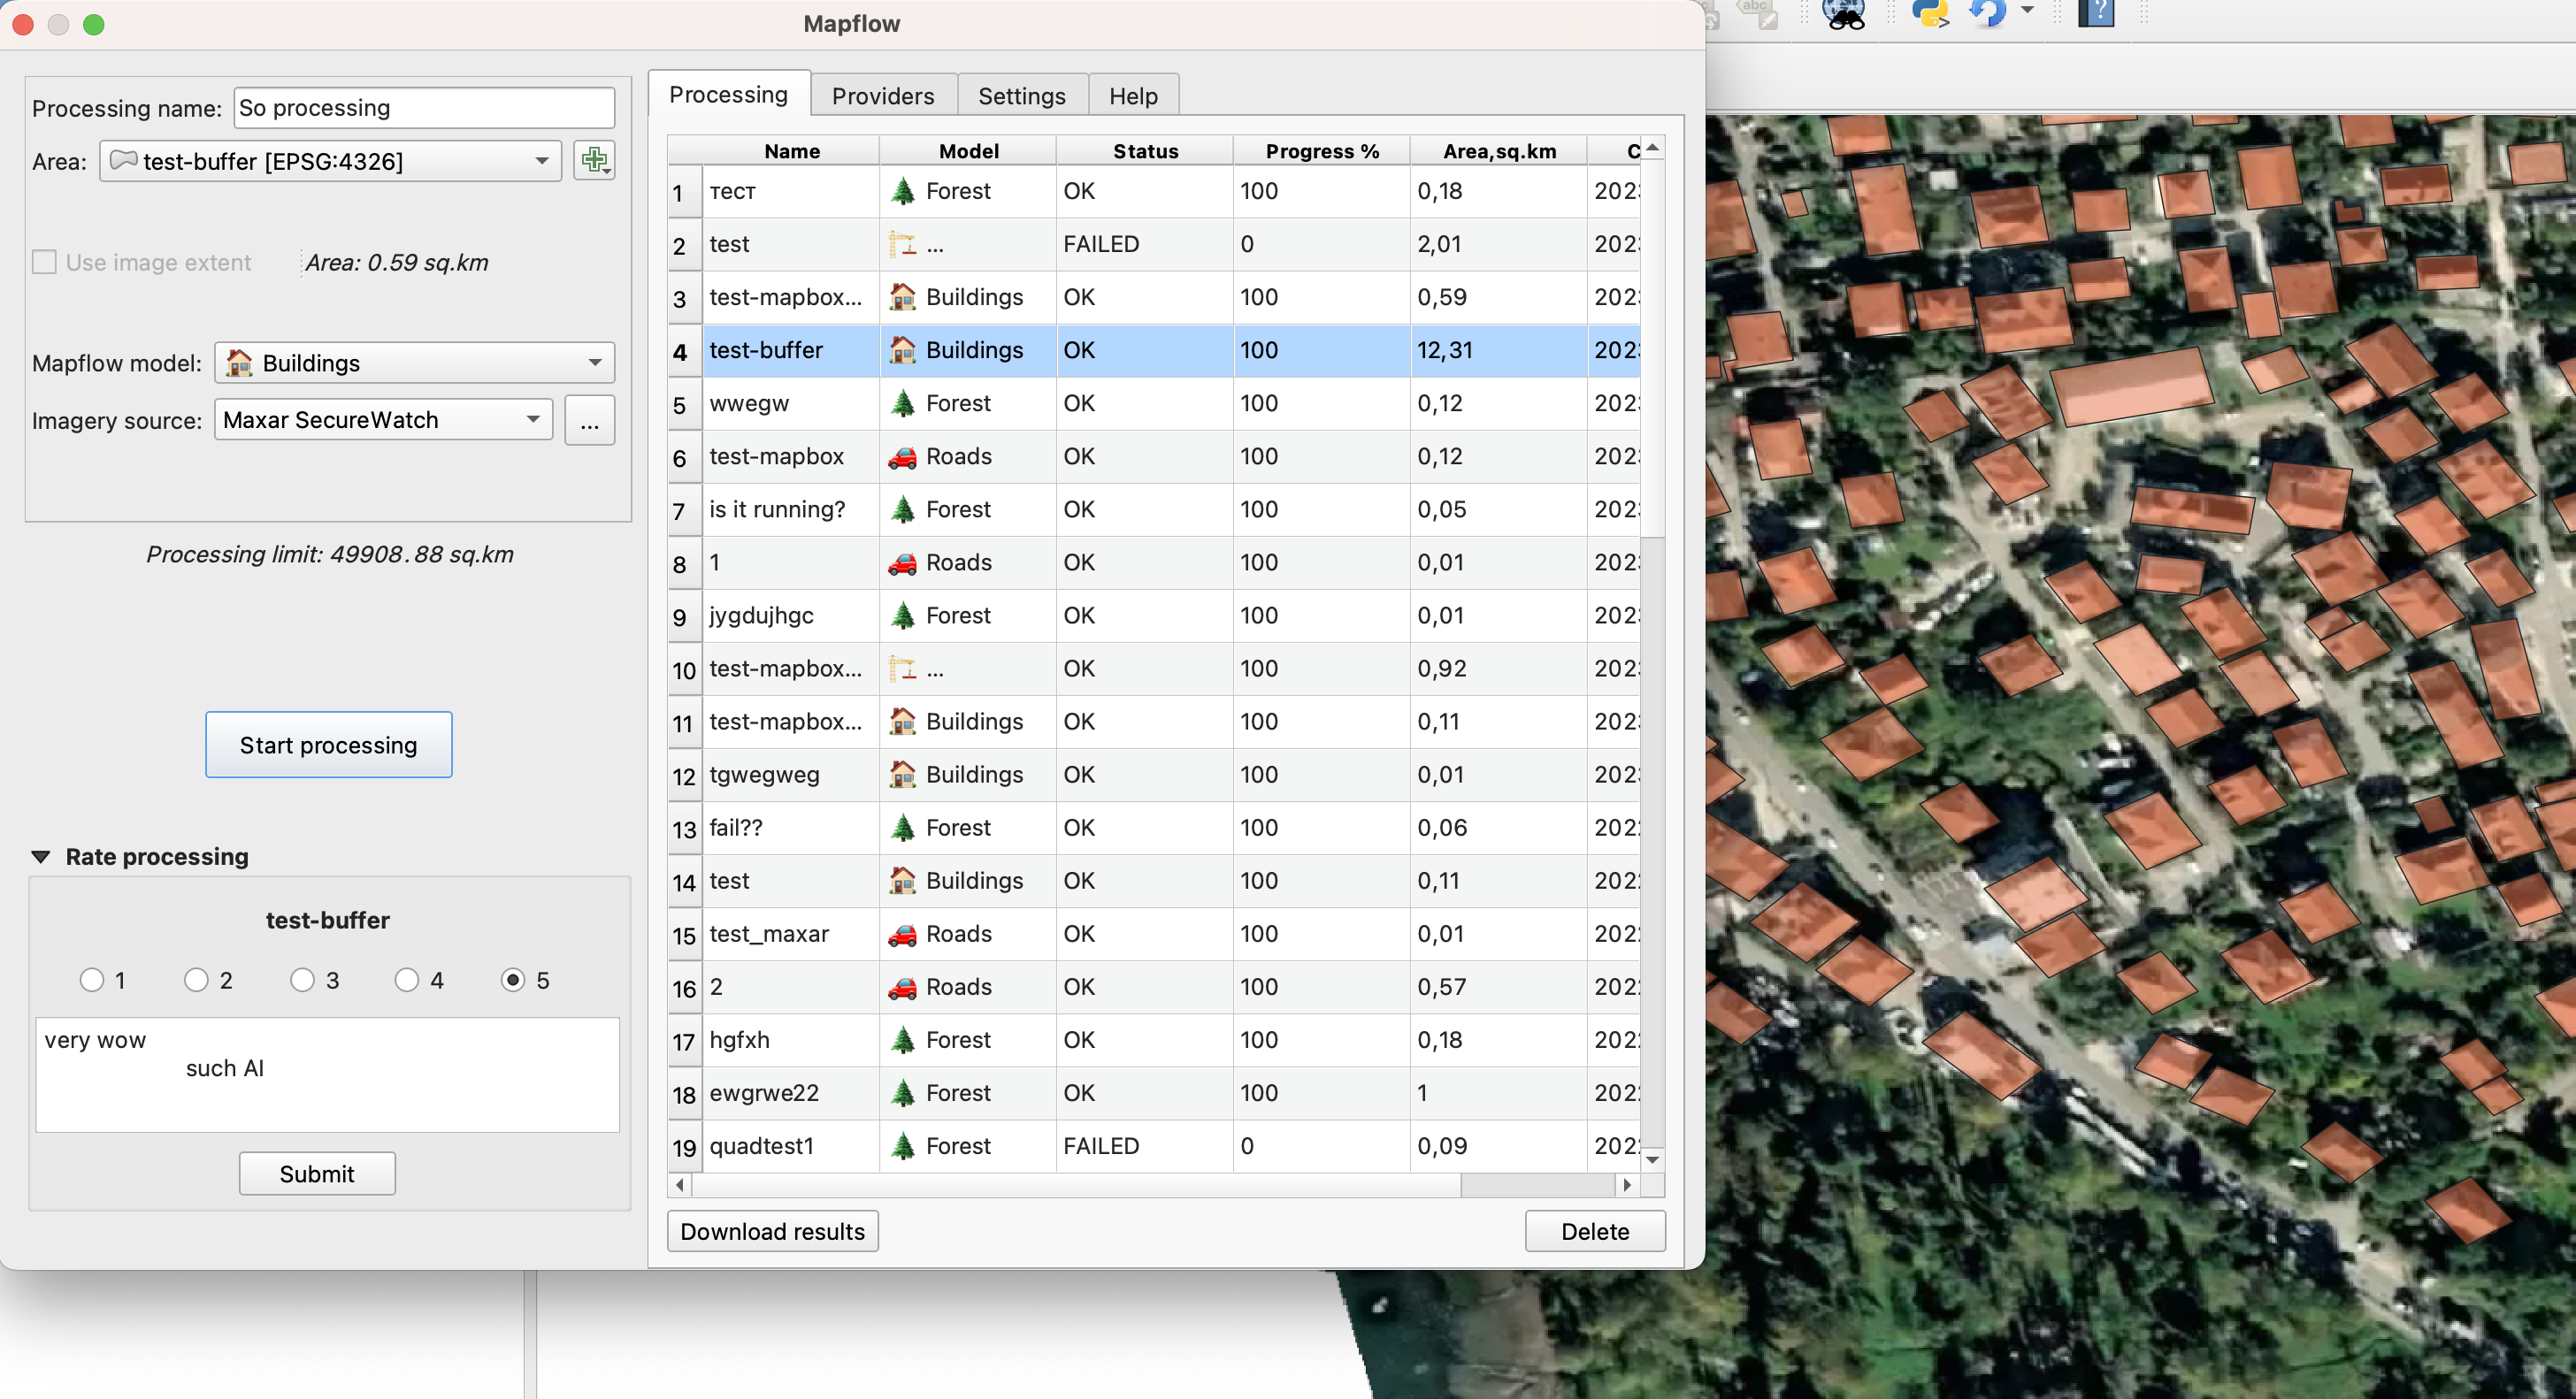 Mapflow
Processing name: So processing
Area: test-buffer [EPSG:4326]
Use image extent Area: 0.59 sq.km
Mapflow model: Buildings
Imagery source: Maxar SecureWatch ...
Processing limit: 49908.88 sq.km
Start processing
Rate processing
test-buffer
1 2 3 4 5
very wow
such AI
Submit
Processing Providers Settings Help
Name Model Status Progress % Area,sq.km
1 тест Forest OK 100 0,18 202
2 test ... FAILED 0 2,01 202
3 test-mapbox... Buildings OK 100 0,59 202
4 test-buffer Buildings OK 100 12,31 202
5 wwegw Forest OK 100 0,12 202
6 test-mapbox Roads OK 100 0,12 202
7 is it running? Forest OK 100 0,05 202
8 1 Roads OK 100 0,01 202
9 jygdujhgc Forest OK 100 0,01 202
10 test-mapbox... ... OK 100 0,92 202
11 test-mapbox... Buildings OK 100 0,11 202
12 tgwegweg Buildings OK 100 0,01 202
13 fail?? Forest OK 100 0,06 202
14 test Buildings OK 100 0,11 202
15 test_maxar Roads OK 100 0,01 202
16 2 Roads OK 100 0,57 202
17 hgfxh Forest OK 100 0,18 202
18 ewgrwe22 Forest OK 100 1 202
19 quadtest1 Forest FAILED 0 0,09 202
Download results Delete
abc
?